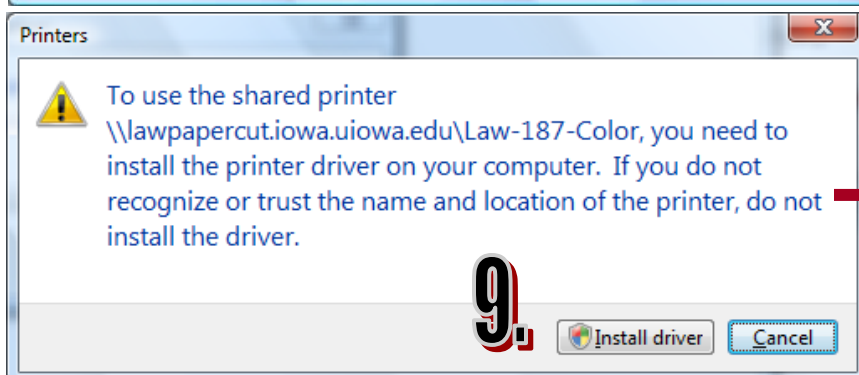 Printers
To use the shared printer
\\lawpapercut.iowa.uiowa.edu\Law-187-Color, you need to
install the printer driver on your computer. If you do not
recognize or trust the name and location of the printer, do not
install the driver.
9.
Install driver Cancel